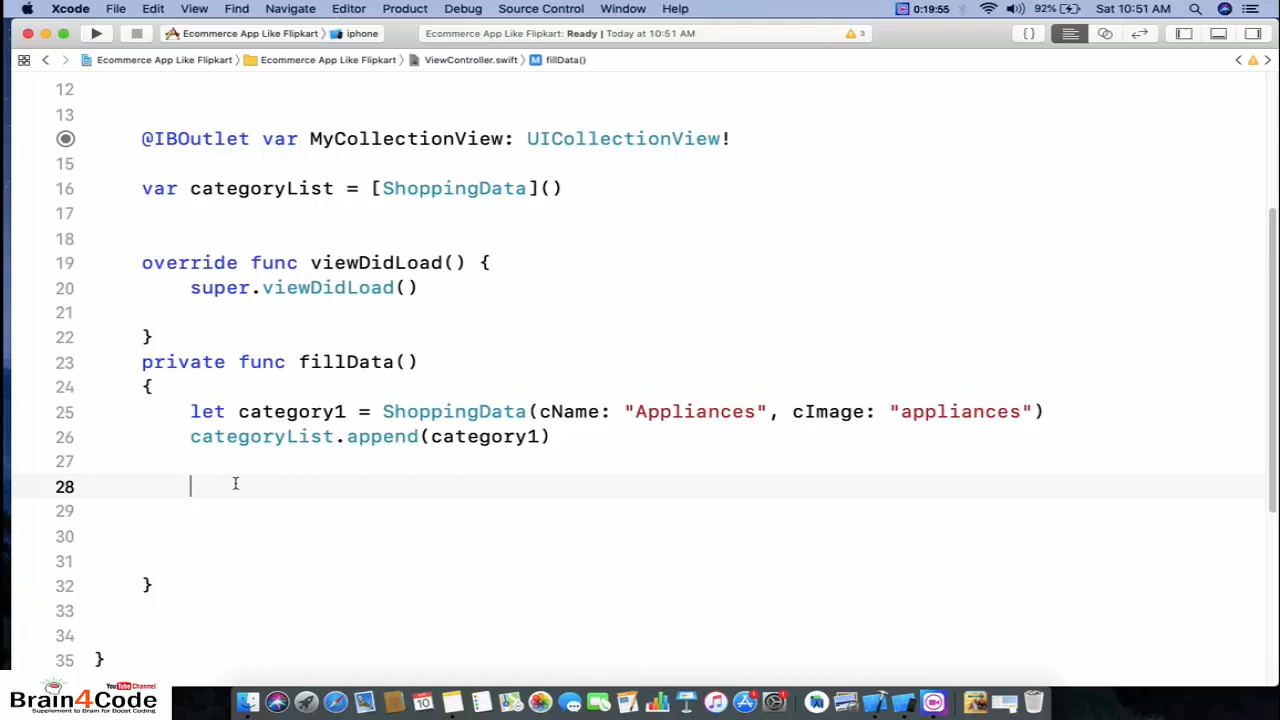 Xcode File Edit View Find Navigate Editor Product Debug Source Control Window Help 0:19:55 92% Sat 10:51 AM
Ecommerce App Like Flipkart › iphone Ecommerce App Like Flipkart: Ready | Today at 10:51 AM 3 { }
Ecommerce App Like Flipkart › Ecommerce App Like Flipkart › ViewController.swift › M fillData()
12
13
@IBOutlet var MyCollectionView: UICollectionView!
15
16 var categoryList = [ShoppingData]()
17
18
19 override func viewDidLoad() {
20 super.viewDidLoad()
21
22 }
23 private func fillData()
24 {
25 let category1 = ShoppingData(cName: "Appliances", cImage: "appliances")
26 categoryList.append(category1)
27
28
29
30
31
32 }
33
34
35 }
YouTube Channel
Brain4Code
Supplement to Brain for Boost Coding
10